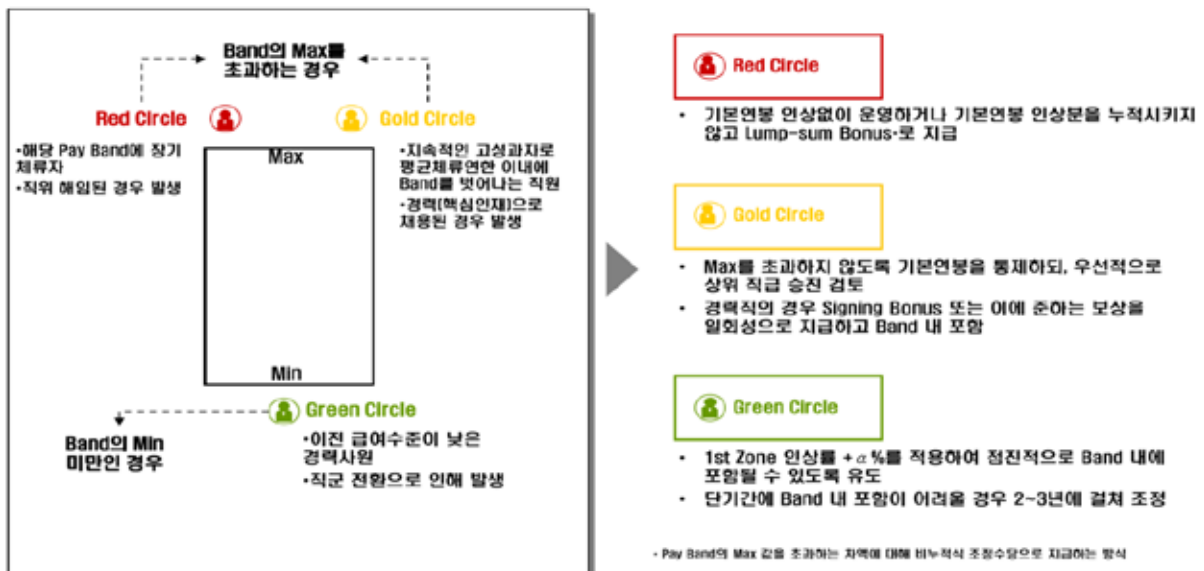 Band의 Max를
초과하는 경우
Red Circle
Gold Circle
•해당 Pay Band에 장기
체류자
•직위 해임된 경우 발생
Max
•지속적인 고성과자로
평균체류연한 이내에
Band를 벗어나는 직원
•경력(핵심인재)으로
채용된 경우 발생
Min
Green Circle
Band의 Min
미만인 경우
•이전 급여수준이 낮은
경력사원
•직군 전환으로 인해 발생
Red Circle
• 기본연봉 인상없이 운영하거나 기본연봉 인상분을 누적시키지
않고 Lump-sum Bonus•로 지급
Gold Circle
• Max를 초과하지 않도록 기본연봉을 통제하되, 우선적으로
상위 직급 승진 검토
• 경력직의 경우 Signing Bonus 또는 이에 준하는 보상을
일회성으로 지급하고 Band 내 포함
Green Circle
• 1st Zone 인상률 +α%를 적용하여 점진적으로 Band 내에
포함될 수 있도록 유도
• 단기간에 Band 내 포함이 어려울 경우 2~3년에 걸쳐 조정
• Pay Band의 Max 값을 초과하는 차액에 대해 비누적식 조정수당으로 지급하는 방식